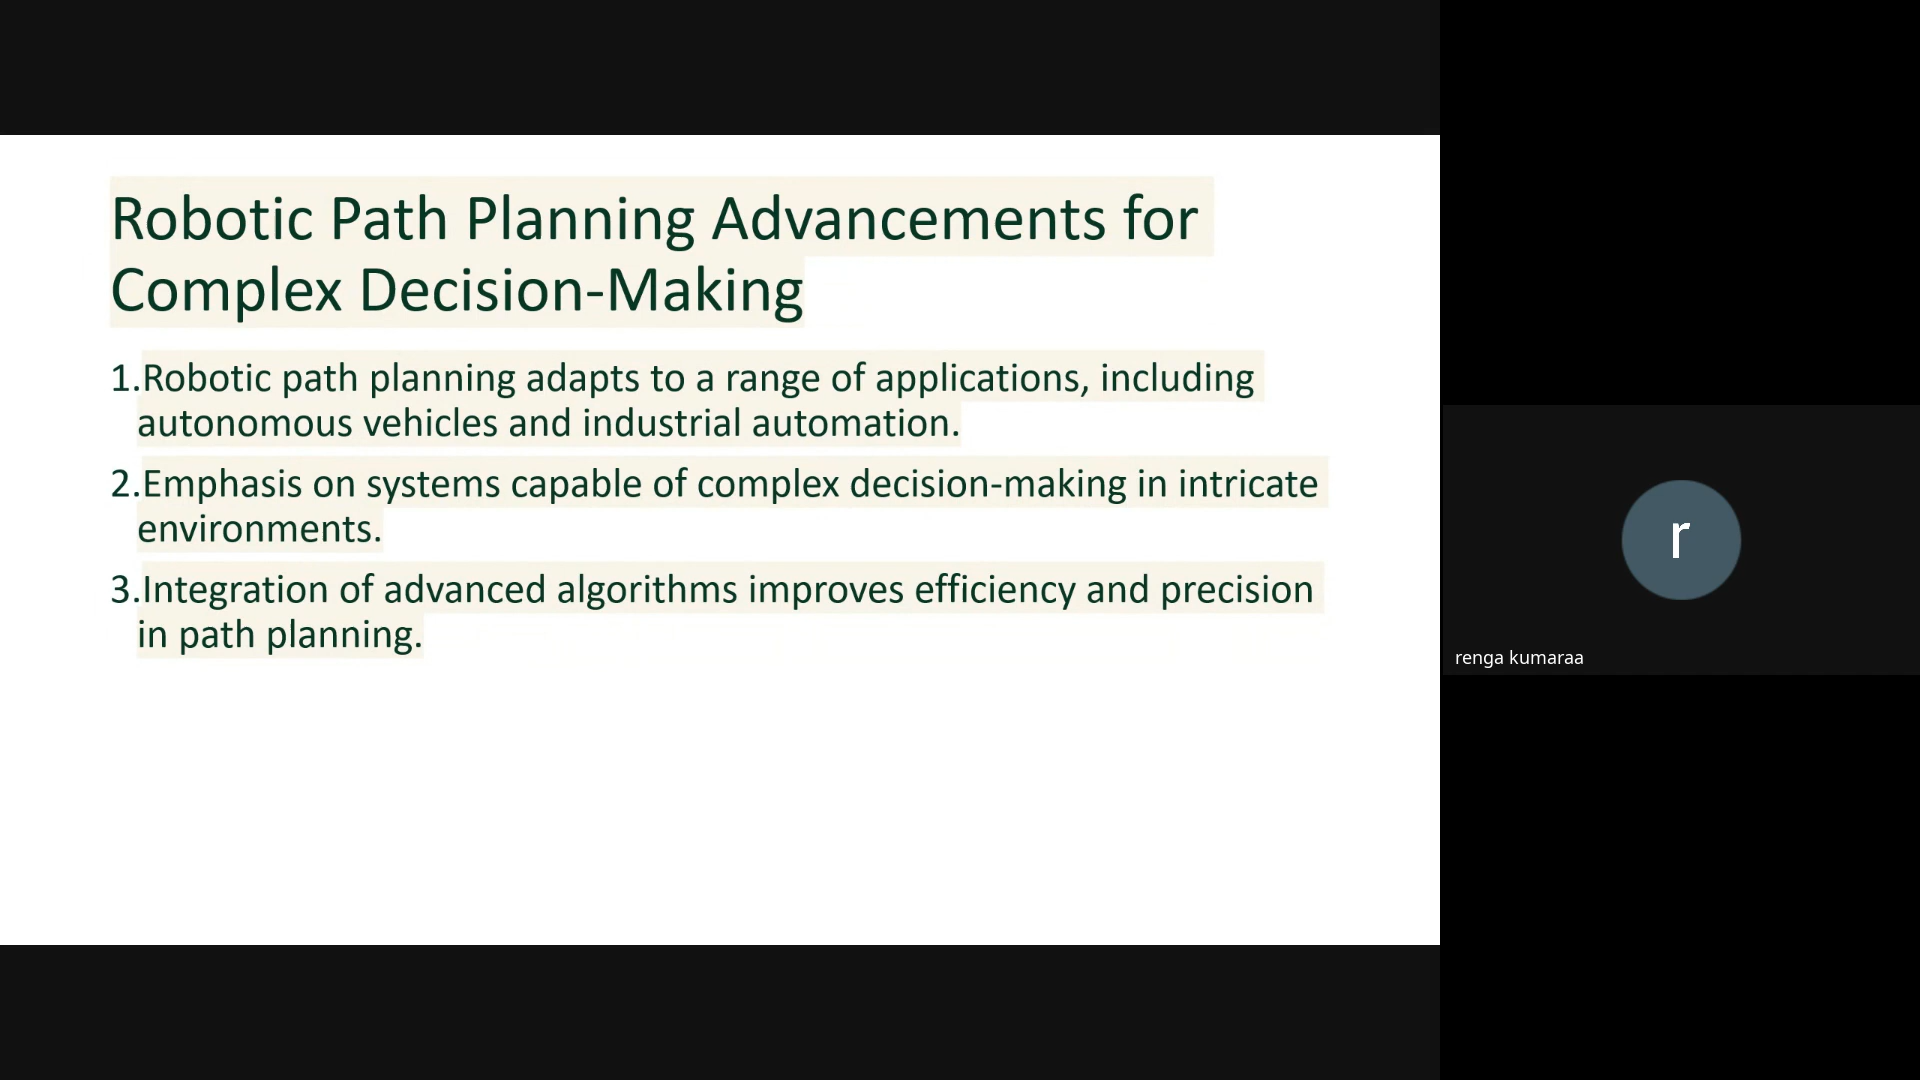 Robotic Path Planning Advancements for
Complex Decision-Making
1.Robotic path planning adapts to a range of applications, including
autonomous vehicles and industrial automation.
2.Emphasis on systems capable of complex decision-making in intricate
environments.
3.Integration of advanced algorithms improves efficiency and precision
in path planning.
r
renga kumaraa